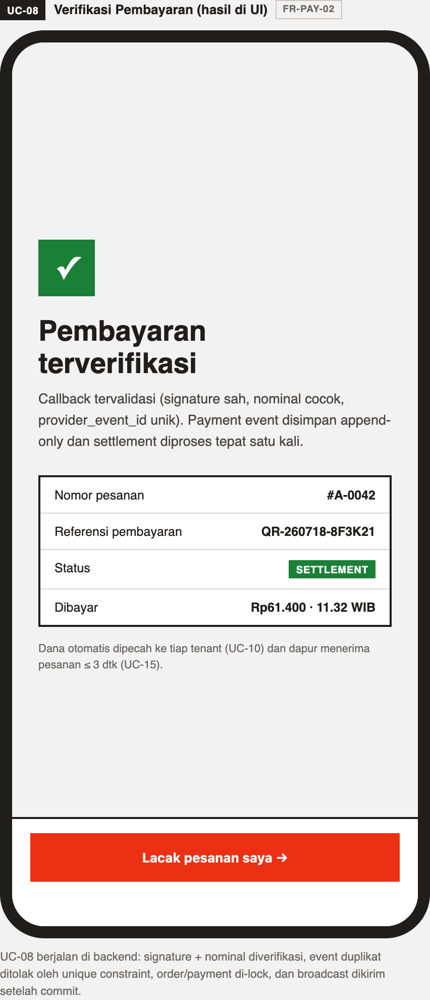 UC-08 Verifikasi Pembayaran (hasil di UI) FR-PAY-02
✓
Pembayaran
terverifikasi
Callback tervalidasi (signature sah, nominal cocok,
provider_event_id unik). Payment event disimpan append-
only dan settlement diproses tepat satu kali.
Nomor pesanan #A-0042
Referensi pembayaran QR-260718-8F3K21
Status SETTLEMENT
Dibayar Rp61.400 · 11.32 WIB
Dana otomatis dipecah ke tiap tenant (UC-10) dan dapur menerima
pesanan ≤ 3 dtk (UC-15).
Lacak pesanan saya →
UC-08 berjalan di backend: signature + nominal diverifikasi, event duplikat
ditolak oleh unique constraint, order/payment di-lock, dan broadcast dikirim
setelah commit.